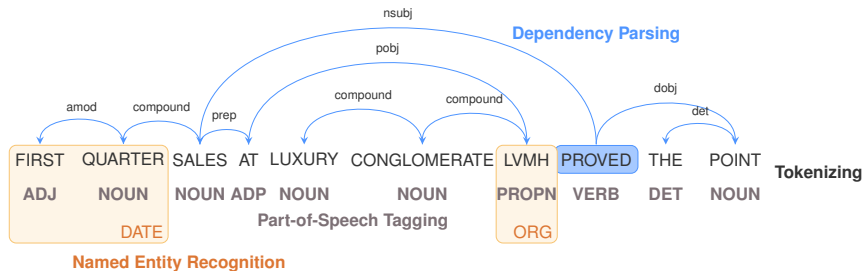 nsubj
Dependency Parsing
pobj
dobj
amod compound prep compound compound det
FIRST QUARTER SALES AT LUXURY CONGLOMERATE LVMH PROVED THE POINT
Tokenizing
ADJ NOUN NOUN ADP NOUN NOUN PROPN VERB DET NOUN
Part-of-Speech Tagging
DATE ORG
Named Entity Recognition